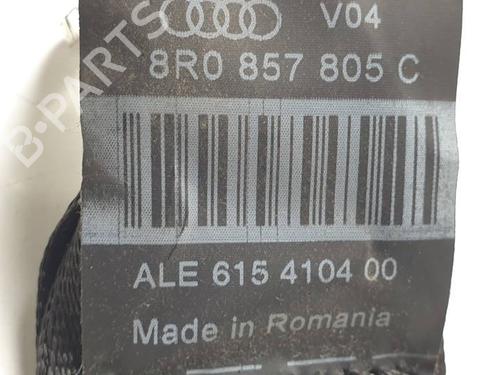 V04
8R0 857 805 C
ALE 615 4104 00
Made in Romania
B-PARTS